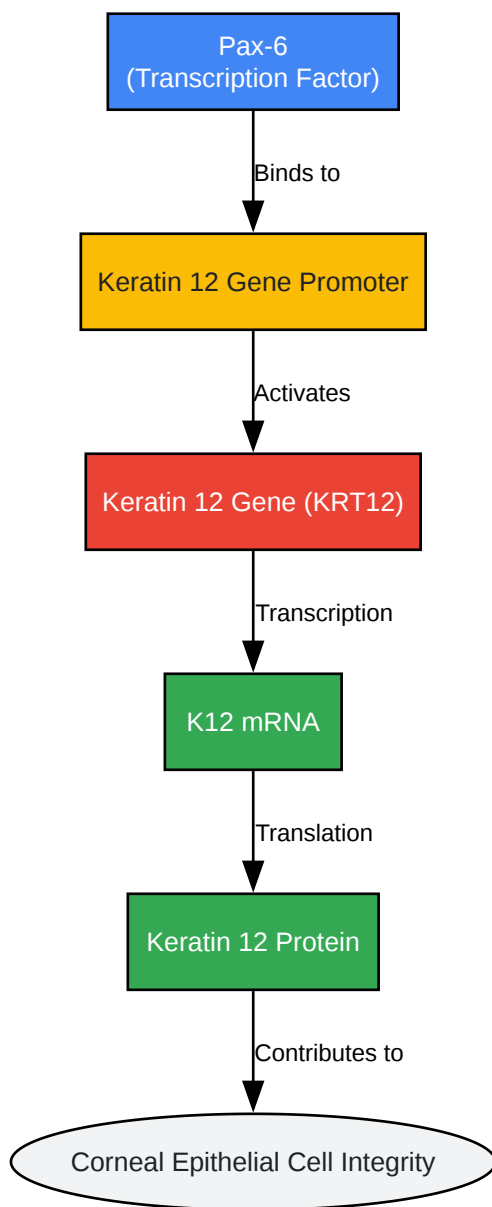 Pax-6
(Transcription Factor)
Binds to
Keratin 12 Gene Promoter
Activates
Keratin 12 Gene (KRT12)
Transcription
K12 mRNA
Translation
Keratin 12 Protein
Contributes to
Corneal Epithelial Cell Integrity